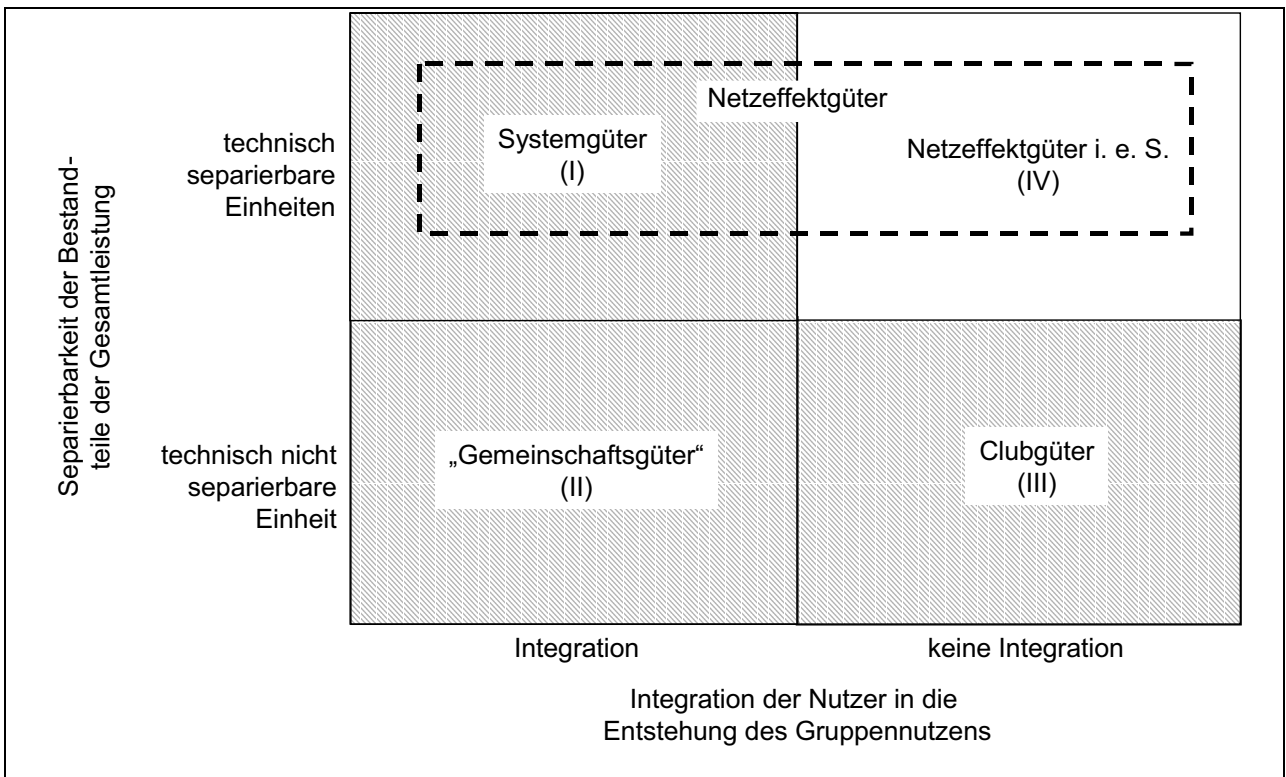 Netzeffektgüter
Systemgüter
(I)
Netzeffektgüter i. e. S.
(IV)
technisch
separierbare
Einheiten
Separierbarkeit der Bestand-
teile der Gesamtleistung
technisch nicht
separierbare
Einheit
„Gemeinschaftsgüter“
(II)
Clubgüter
(III)
Integration
keine Integration
Integration der Nutzer in die
Entstehung des Gruppennutzens